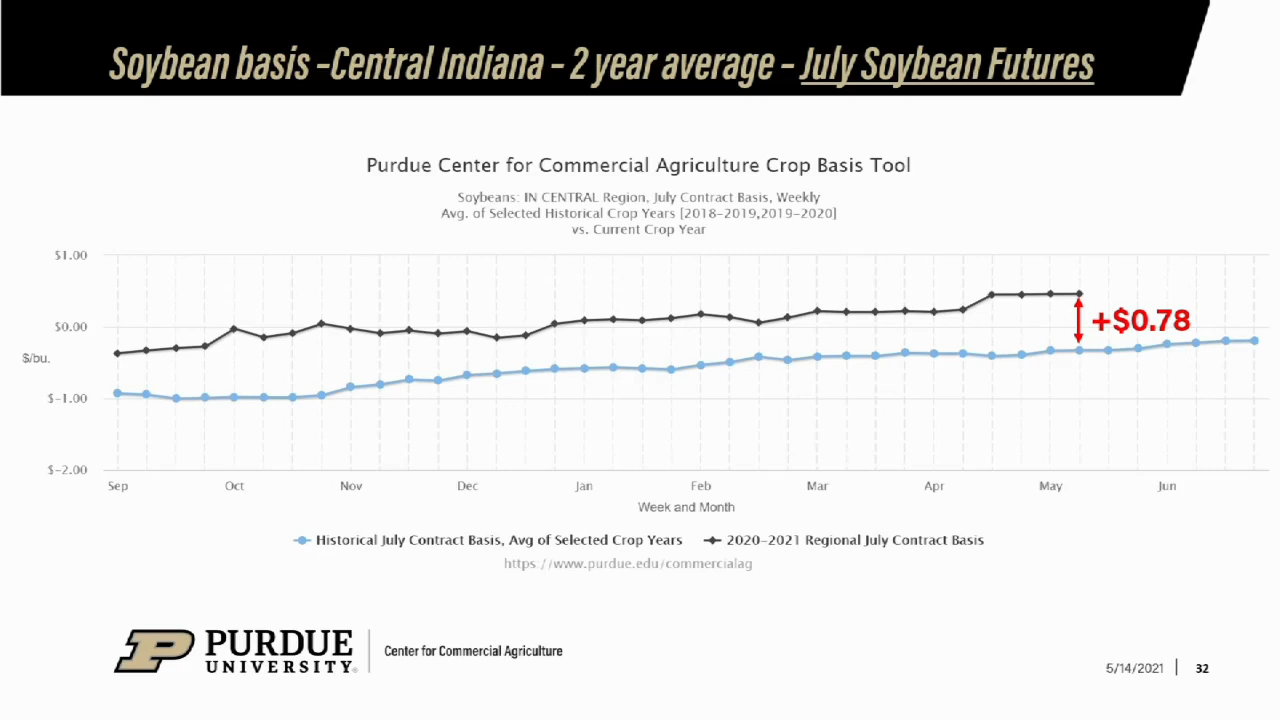 Soybean basis –Central Indiana – 2 year average – July Soybean Futures
Purdue Center for Commercial Agriculture Crop Basis Tool
Soybeans: IN CENTRAL Region, July Contract Basis, Weekly
Avg. of Selected Historical Crop Years [2018-2019,2019-2020]
vs. Current Crop Year
$1.00
$0.00
$/bu.
$-1.00
$-2.00
+$0.78
Sep Oct Nov Dec Jan Feb Mar Apr May Jun
Week and Month
Historical July Contract Basis, Avg of Selected Crop Years 2020-2021 Regional July Contract Basis
https://www.purdue.edu/commercialag
P PURDUE
UNIVERSITY®
Center for Commercial Agriculture
5/14/2021 | 32